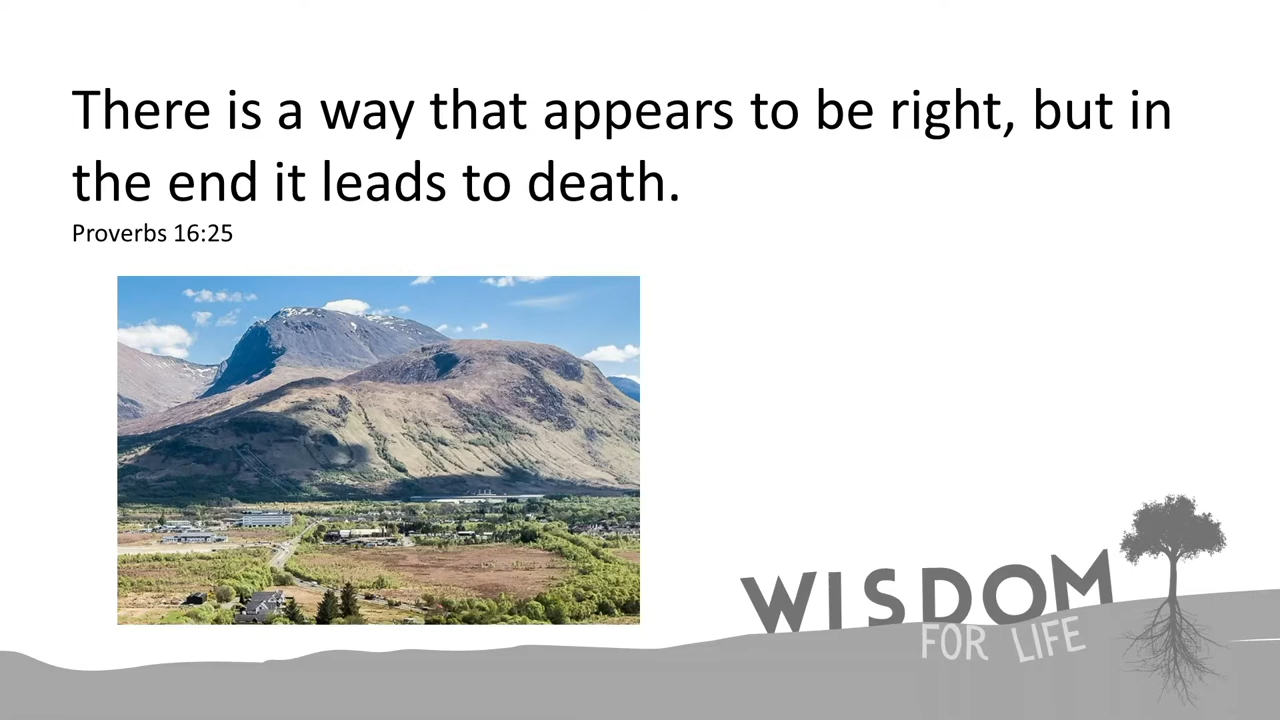 There is a way that appears to be right, but in
the end it leads to death.
Proverbs 16:25
WISDOM
FOR LIFE